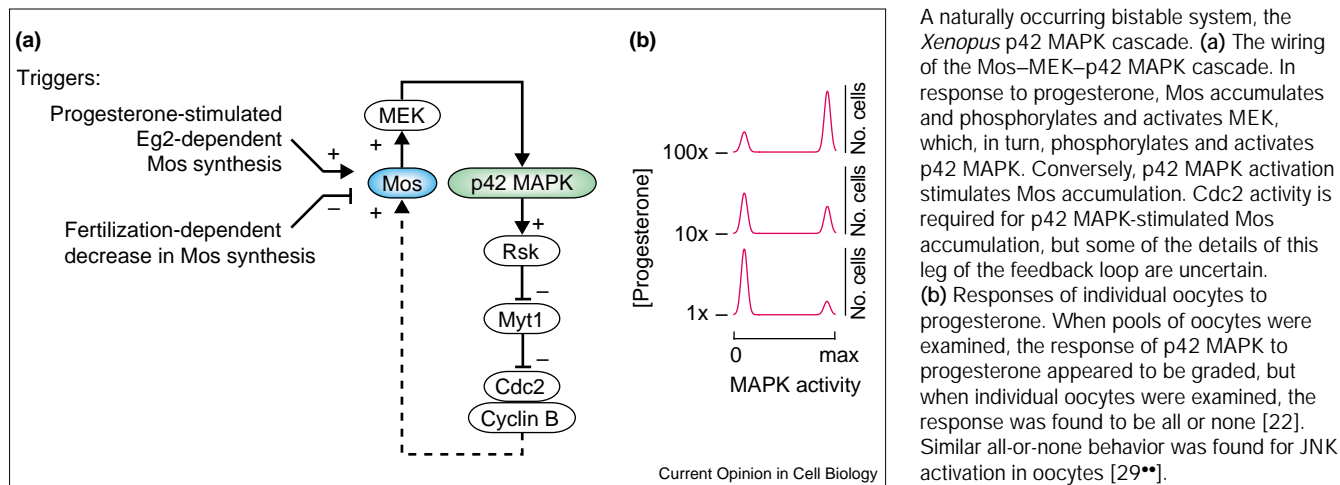 (a)
Triggers:
Progesterone-stimulated
Eg2-dependent
Mos synthesis
+
–
Fertilization-dependent
decrease in Mos synthesis
MEK
+
Mos
+
p42 MAPK
+
Rsk
–
Myt1
–
Cdc2
Cyclin B
(b)
[Progesterone]
100x
No. cells
10x
No. cells
1x
No. cells
0
max
MAPK activity
Current Opinion in Cell Biology
A naturally occurring bistable system, the
Xenopus p42 MAPK cascade. (a) The wiring
of the Mos–MEK–p42 MAPK cascade. In
response to progesterone, Mos accumulates
and phosphorylates and activates MEK,
which, in turn, phosphorylates and activates
p42 MAPK. Conversely, p42 MAPK activation
stimulates Mos accumulation. Cdc2 activity is
required for p42 MAPK-stimulated Mos
accumulation, but some of the details of this
leg of the feedback loop are uncertain.
(b) Responses of individual oocytes to
progesterone. When pools of oocytes were
examined, the response of p42 MAPK to
progesterone appeared to be graded, but
when individual oocytes were examined, the
response was found to be all or none [22].
Similar all-or-none behavior was found for JNK
activation in oocytes [29••].